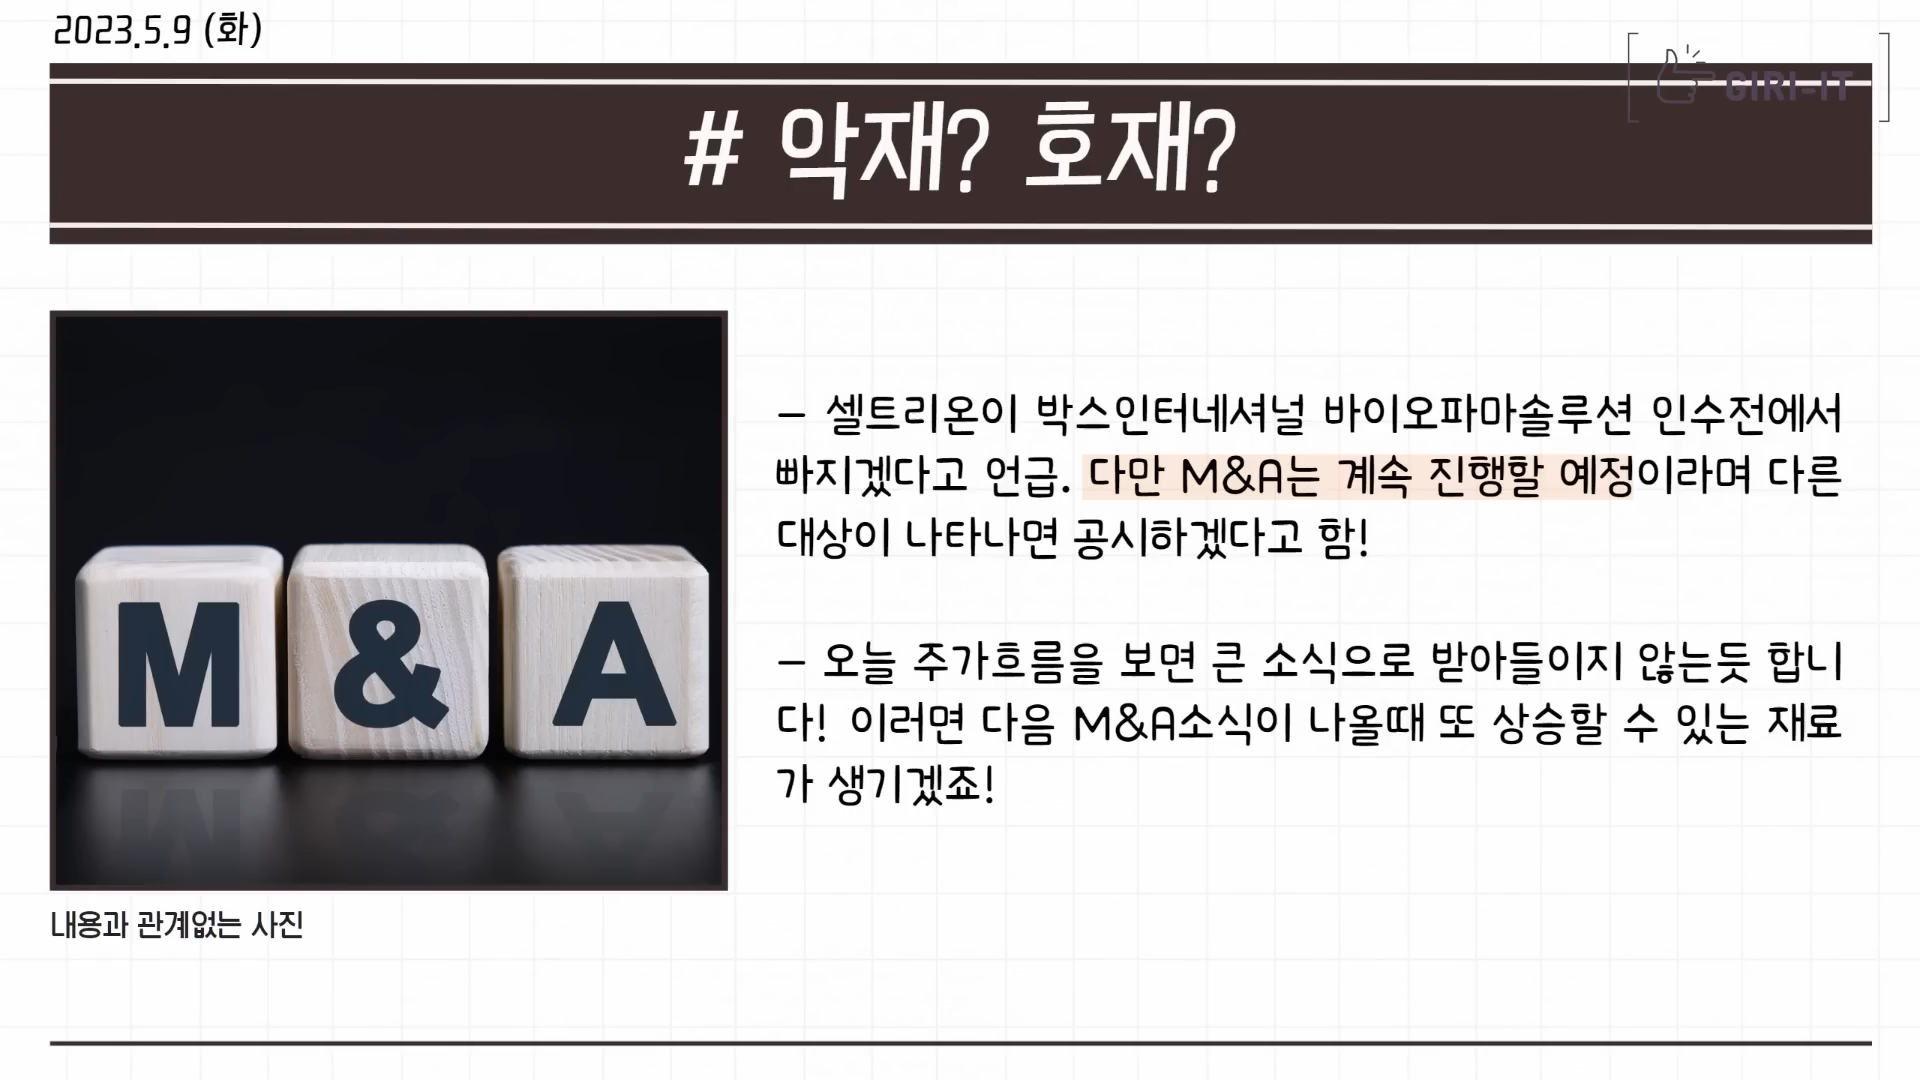 2023.5.9 (화)
GIRI-IT
# 악재? 호재?
M & A
– 셀트리온이 박스인터네셔널 바이오파마솔루션 인수전에서
빠지겠다고 언급. 다만 M&A는 계속 진행할 예정이라며 다른
대상이 나타나면 공시하겠다고 함!
– 오늘 주가흐름을 보면 큰 소식으로 받아들이지 않는듯 합니
다! 이러면 다음 M&A소식이 나올때 또 상승할 수 있는 재료
가 생기겠죠!
내용과 관계없는 사진